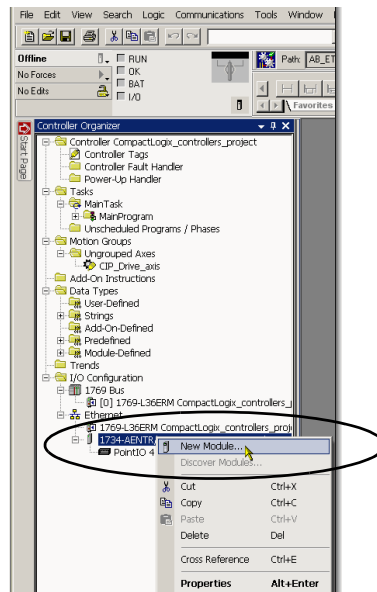 File Edit View Search Logic Communications Tools Window
Offline RUN Path: AB_ET
No Forces OK
No Edits BAT
I/O
Favorites
Start Page
Controller Organizer
Controller CompactLogix_controllers_project
Controller Tags
Controller Fault Handler
Power-Up Handler
Tasks
MainTask
MainProgram
Unscheduled Programs / Phases
Motion Groups
Ungrouped Axes
CIP_Drive_axis
Add-On Instructions
Data Types
User-Defined
Strings
Add-On-Defined
Predefined
Module-Defined
Trends
I/O Configuration
1769 Bus
[0] 1769-L36ERM CompactLogix_controllers_
Ethernet
1769-L36ERM CompactLogix_controllers_proj
1734-AENTR
PointIO 4
New Module...
Discover Modules...
Cut Ctrl+X
Copy Ctrl+C
Paste Ctrl+V
Delete Del
Cross Reference Ctrl+E
Properties Alt+Enter